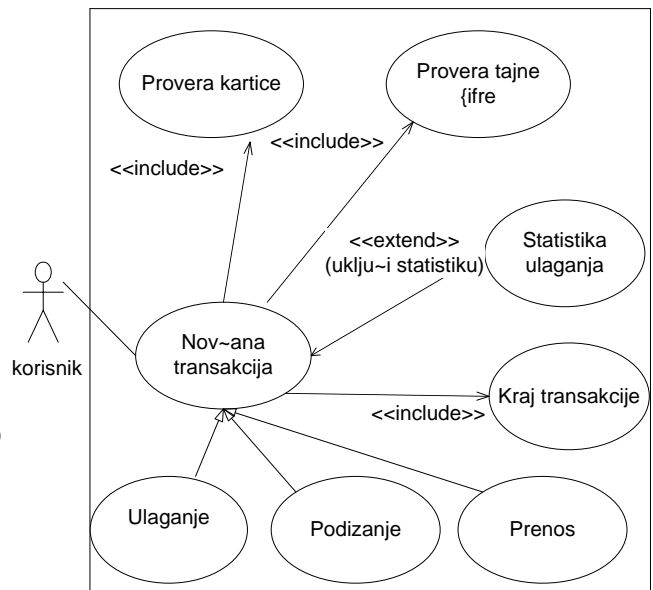 Provera kartice
Provera tajne
{ifre
<<include>>
<<include>>
<<extend>>
(uklju~i statistiku)
Statistika
ulaganja
korisnik
Nov~ana
transakcija
Kraj transakcije
<<include>>
Ulaganje
Podizanje
Prenos